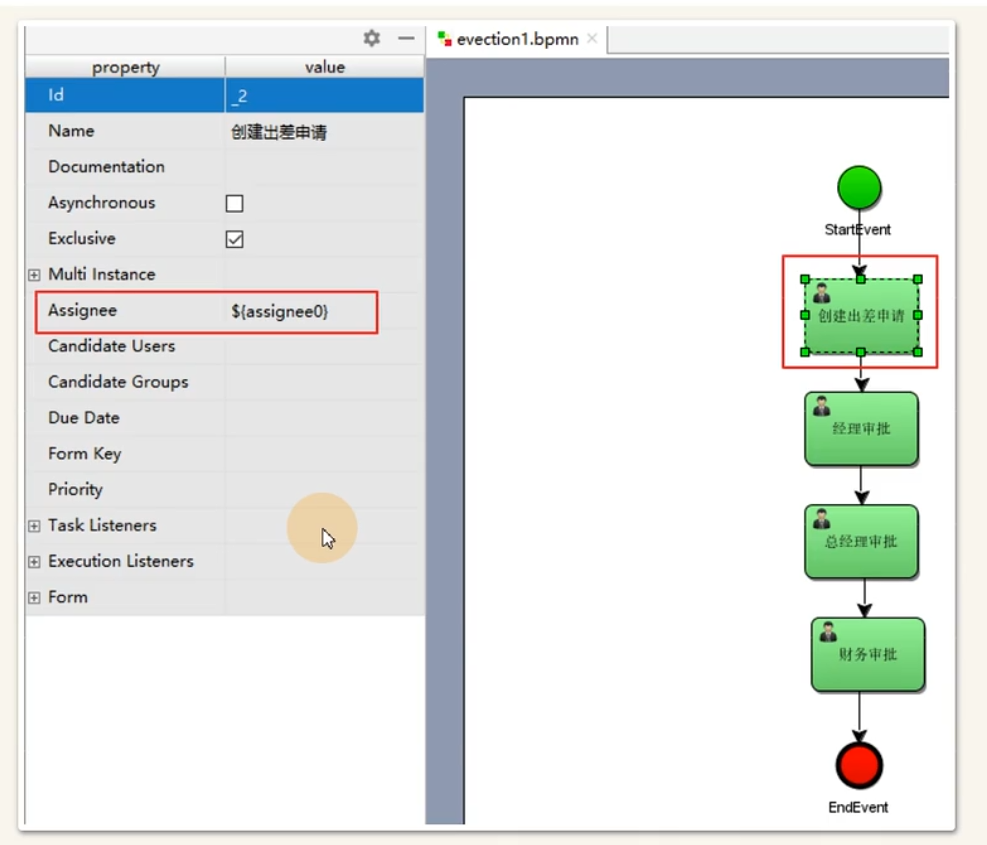 evection1.bpmn
property value
Id _2
Name 创建出差申请
Documentation
Asynchronous
Exclusive
Multi Instance
Assignee ${assignee0}
Candidate Users
Candidate Groups
Due Date
Form Key
Priority
Task Listeners
Execution Listeners
Form
StartEvent
创建出差申请
经理审批
总经理审批
财务审批
EndEvent